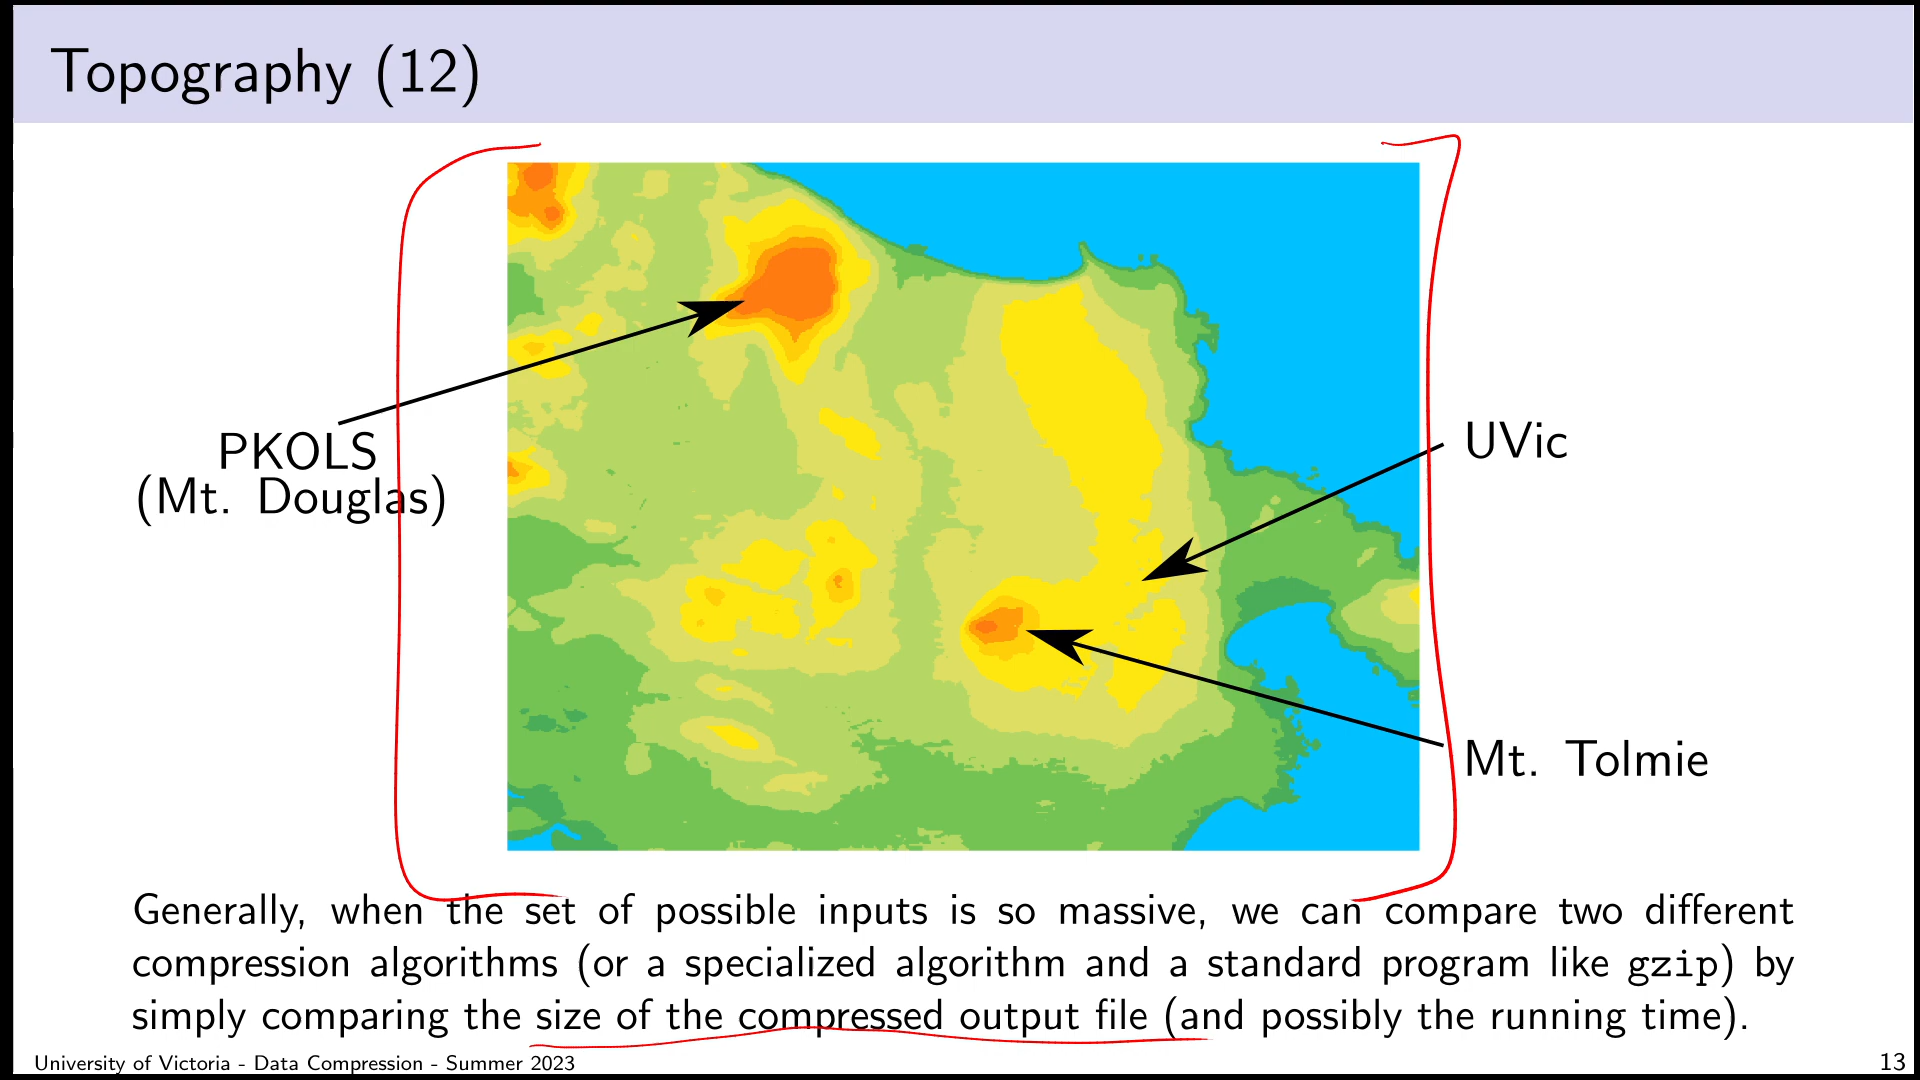 Topography (12)
PKOLS
(Mt. Douglas)
UVic
Mt. Tolmie
Generally, when the set of possible inputs is so massive, we can compare two different
compression algorithms (or a specialized algorithm and a standard program like gzip) by
simply comparing the size of the compressed output file (and possibly the running time).
University of Victoria - Data Compression - Summer 2023
13